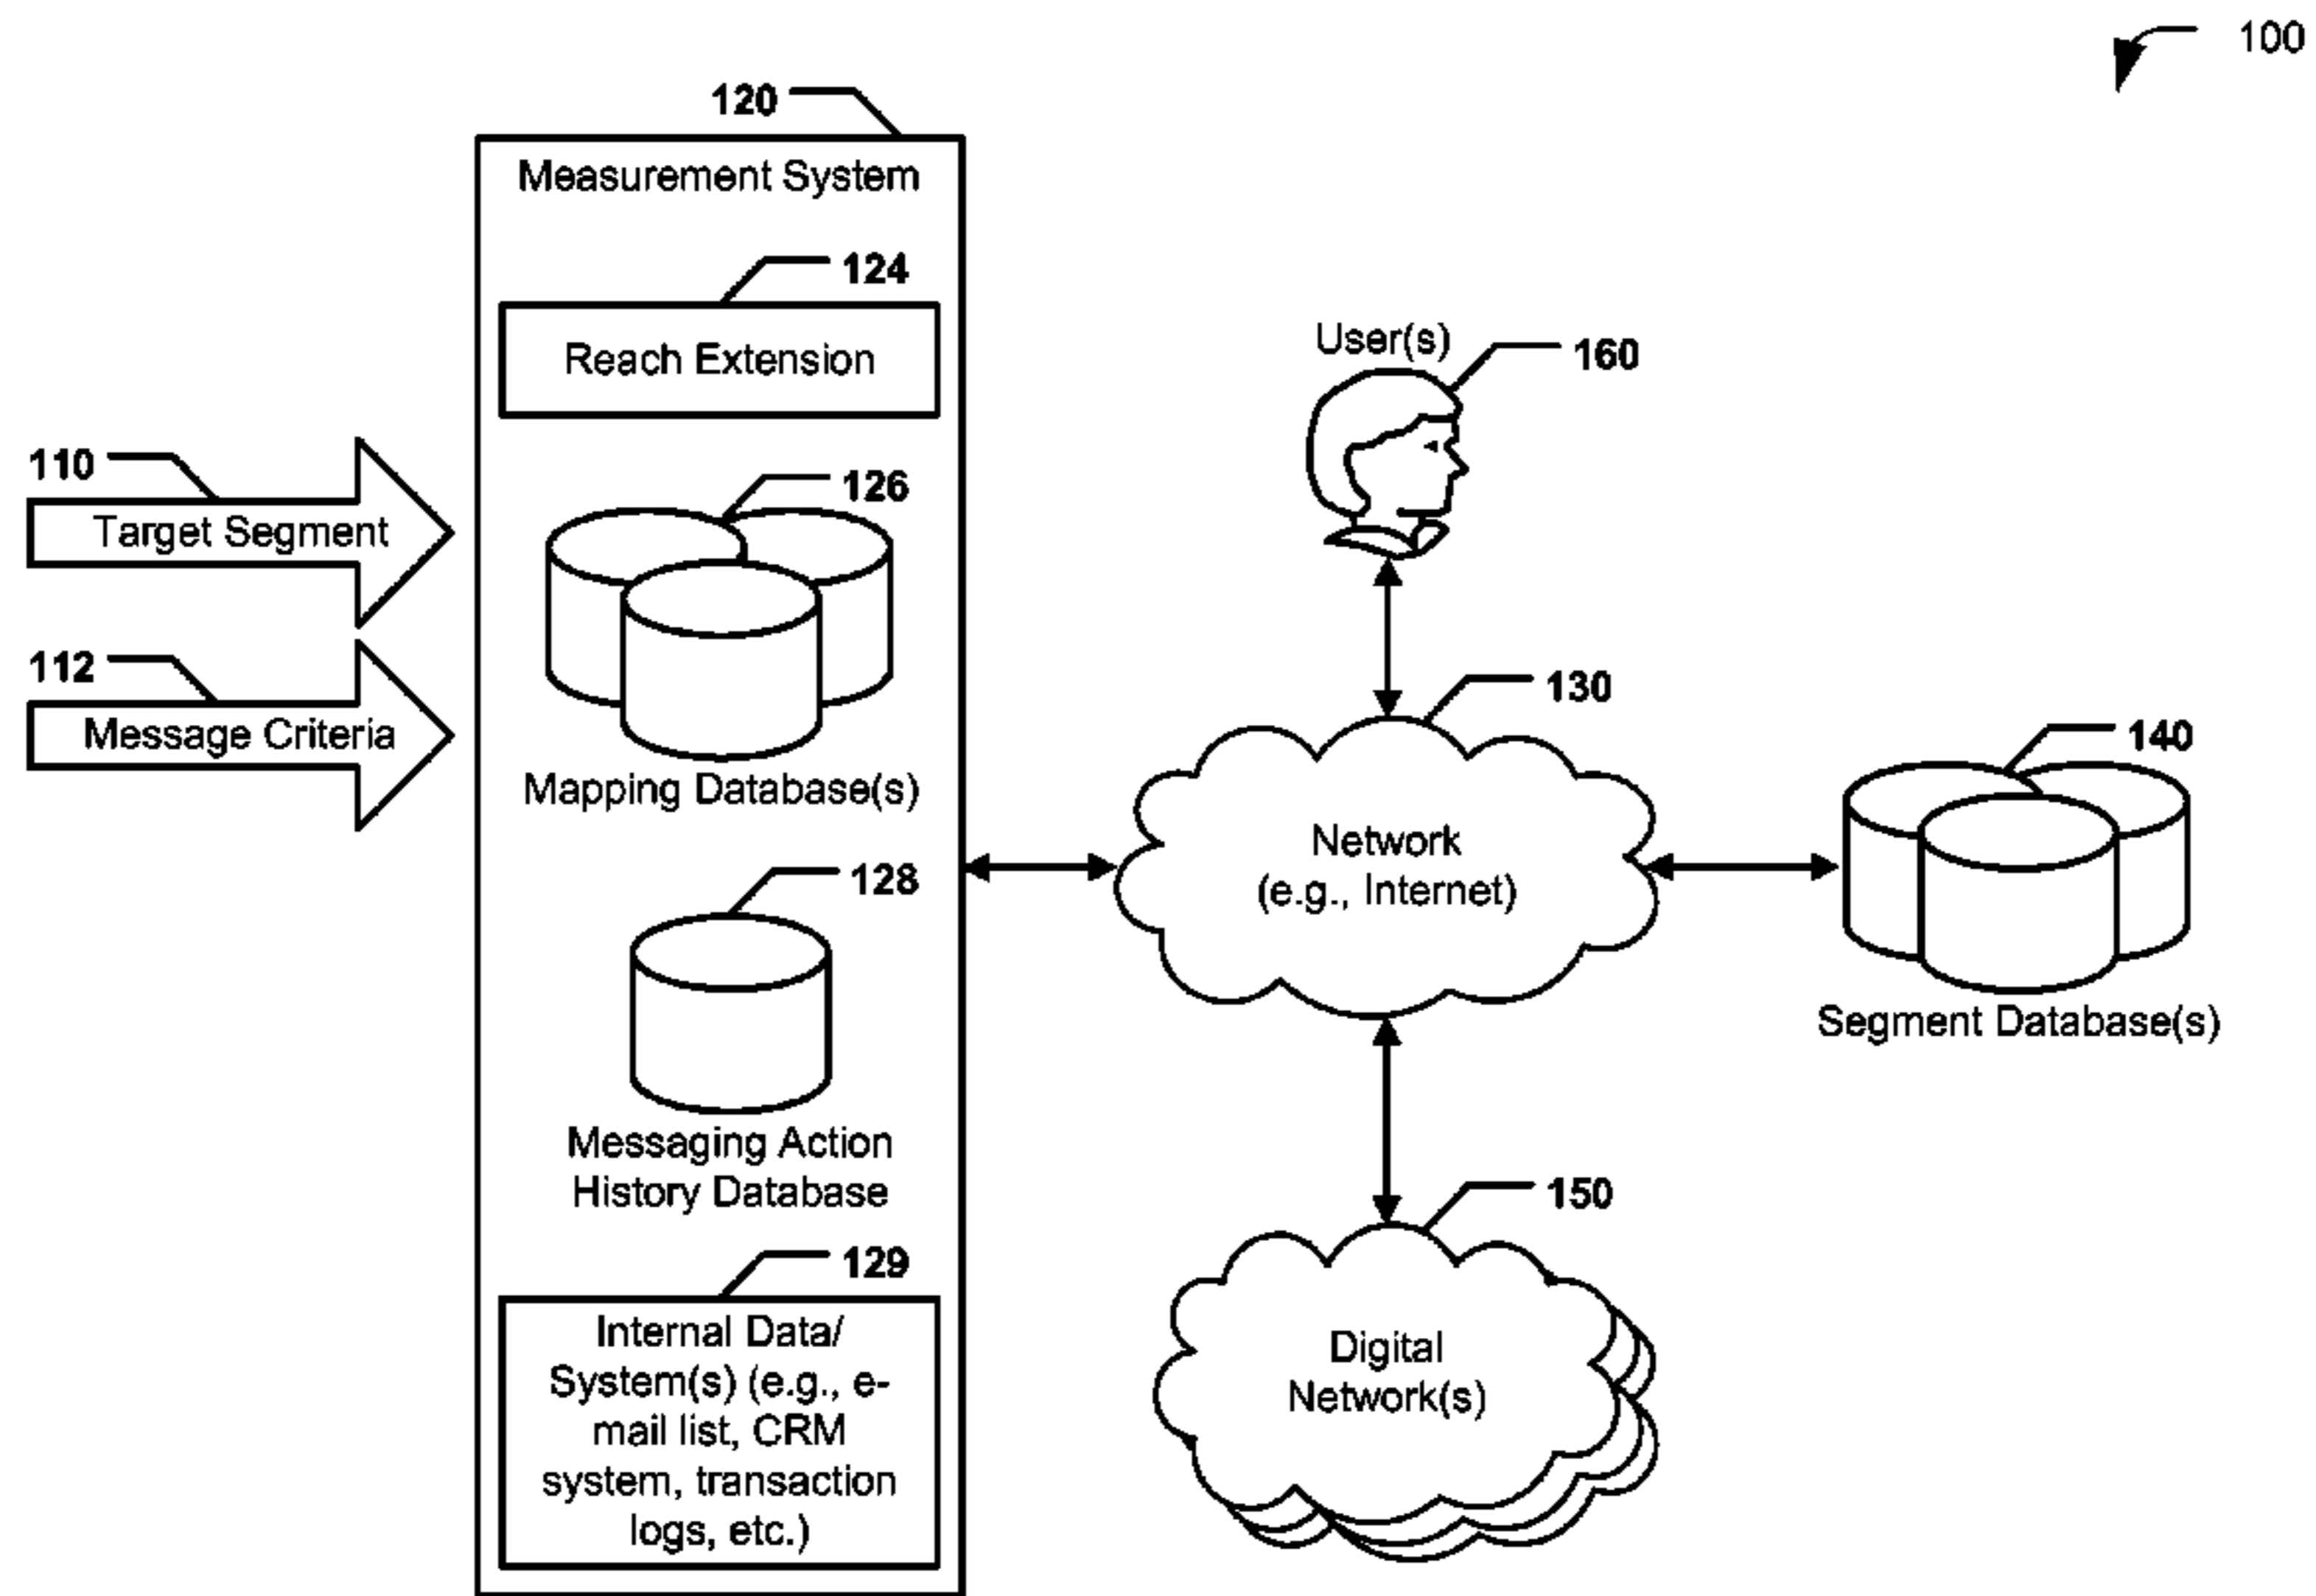 100
120
Measurement System
124
Reach Extension
110
Target Segment
112
Message Criteria
126
Mapping Database(s)
128
Messaging Action
History Database
129
Internal Data/
System(s) (e.g., e-
mail list, CRM
system, transaction
logs, etc.)
User(s)
160
130
Network
(e.g., Internet)
140
Segment Database(s)
150
Digital
Network(s)